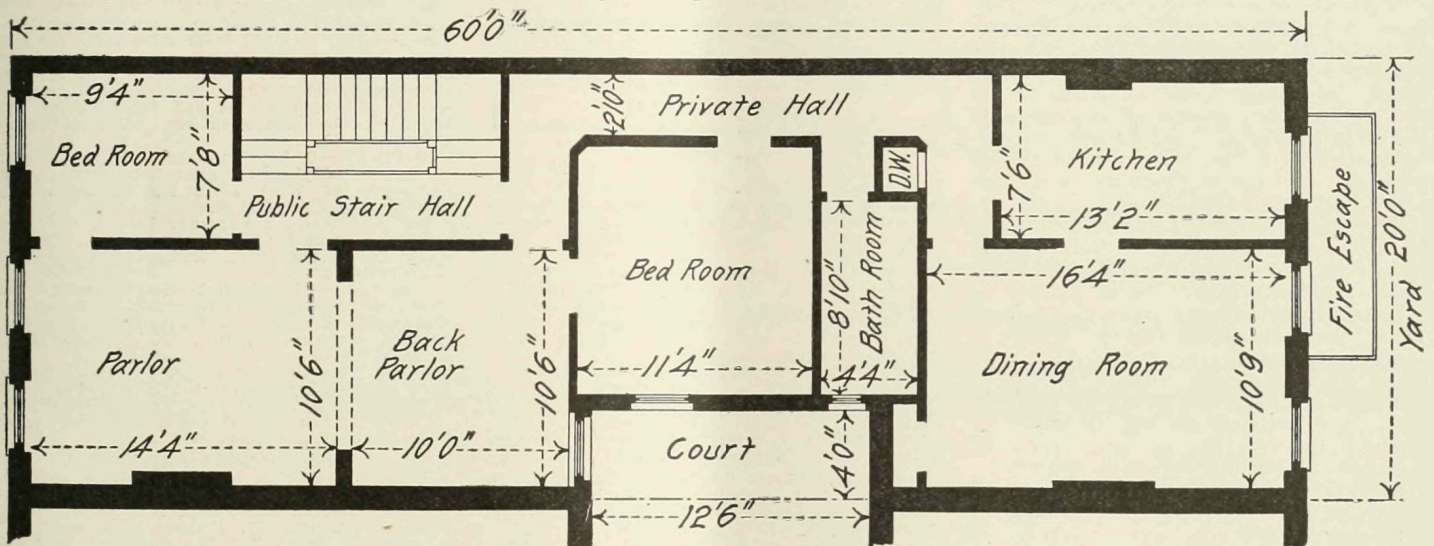 60'0"
9'4"
Bed Room
7'8"
Public Stair Hall
2'10"
Private Hall
D.W.
Kitchen
7'6"
13'2"
Fire Escape
Yard 20'0"
Parlor
10'6"
14'4"
Back
Parlor
10'6"
10'0"
Bed Room
11'4"
8'10"
Bath Room
4'4"
16'4"
Dining Room
10'9"
Court
4'0"
12'6"